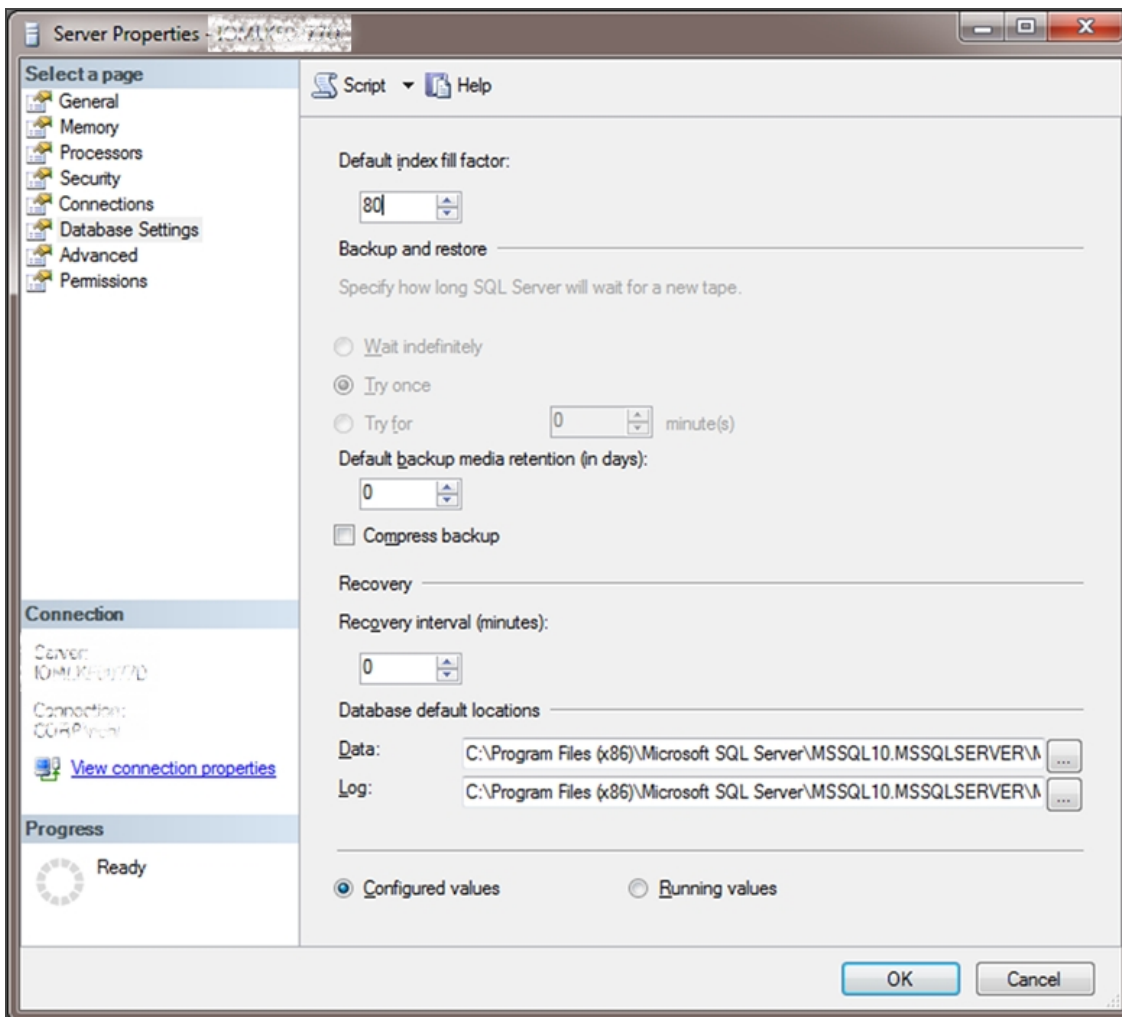 Server Properties -
Select a page
General
Memory
Processors
Security
Connections
Database Settings
Advanced
Permissions
Script
Help
Default index fill factor:
80
Backup and restore
Specify how long SQL Server will wait for a new tape.
Wait indefinitely
Try once
Try for 0 minute(s)
Default backup media retention (in days):
0
Compress backup
Recovery
Recovery interval (minutes):
0
Database default locations
Data: C:\Program Files (x86)\Microsoft SQL Server\MSSQL10.MSSQLSERVER\M ...
Log: C:\Program Files (x86)\Microsoft SQL Server\MSSQL10.MSSQLSERVER\M ...
Configured values
Running values
Connection
Server:
Connection:
View connection properties
Progress
Ready
OK
Cancel